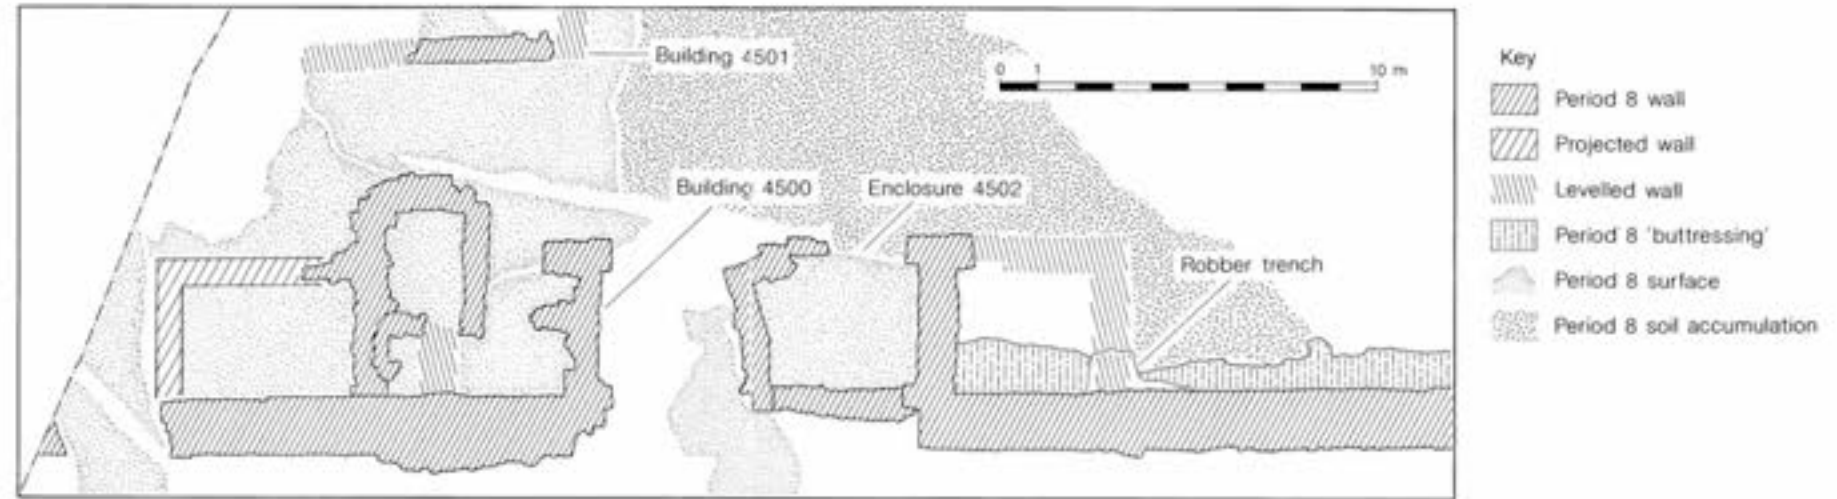 Building 4501
0 1 10 m
Building 4500
Enclosure 4502
Robber trench
Key
Period 8 wall
Projected wall
Levelled wall
Period 8 'buttressing'
Period 8 surface
Period 8 soil accumulation